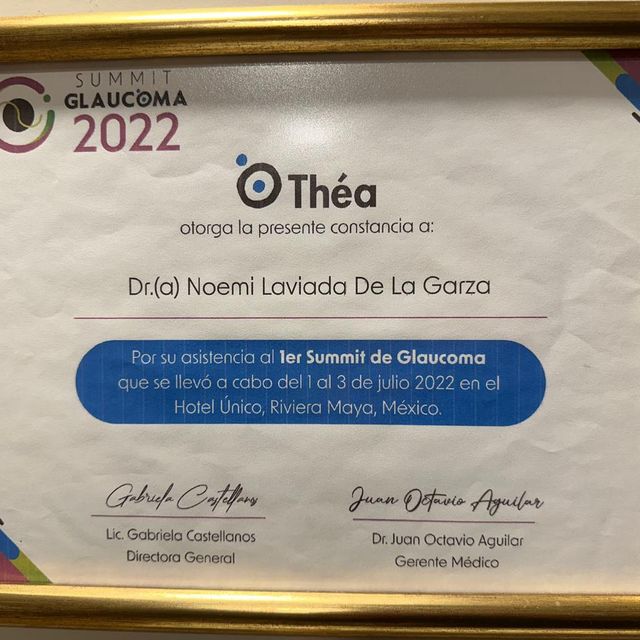 SUMMIT
GLAUCOMA
2022
Théa
otorga la presente constancia a:
Dr.(a) Noemi Laviada De La Garza
Por su asistencia al 1er Summit de Glaucoma
que se llevó a cabo del 1 al 3 de julio 2022 en el
Hotel Único, Riviera Maya, México.
Gabriela Castellanos
Juan Octavio Aguilar
Lic. Gabriela Castellanos
Directora General
Dr. Juan Octavio Aguilar
Gerente Médico